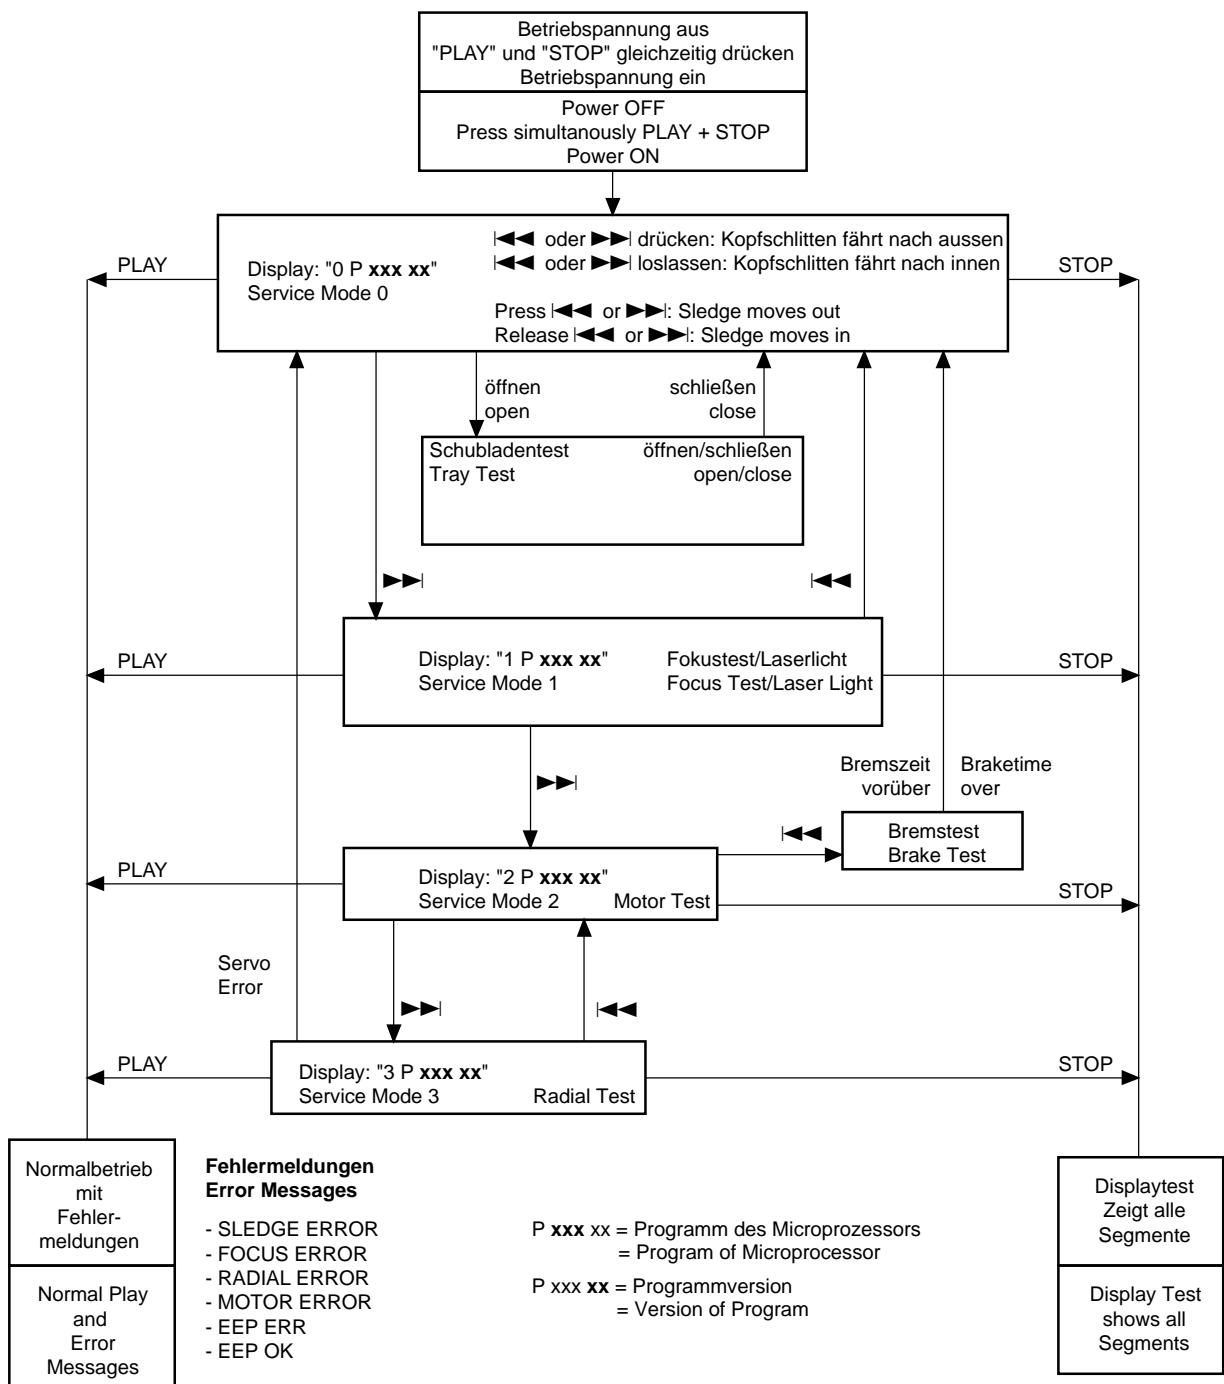 Betriebspannung aus
"PLAY" und "STOP" gleichzeitig drücken
Betriebspannung ein
Power OFF
Press simultanously PLAY + STOP
Power ON
|◄◄ oder ►►| drücken: Kopfschlitten fährt nach aussen
|◄◄ oder ►►| loslassen: Kopfschlitten fährt nach innen
PLAY
Display: "0 P xxx xx"
Service Mode 0
STOP
Press |◄◄ or ►►|: Sledge moves out
Release |◄◄ or ►►|: Sledge moves in
öffnen
open
schließen
close
Schubladentest
Tray Test
öffnen/schließen
open/close
►►|
|◄◄
PLAY
Display: "1 P xxx xx"
Service Mode 1
Fokustest/Laserlicht
Focus Test/Laser Light
STOP
►►|
Bremszeit
vorüber
Braketime
over
|◄◄
Bremstest
Brake Test
PLAY
Display: "2 P xxx xx"
Service Mode 2
Motor Test
STOP
Servo
Error
►►|
|◄◄
PLAY
Display: "3 P xxx xx"
Service Mode 3
Radial Test
STOP
Normalbetrieb
mit
Fehler-
meldungen
Normal Play
and
Error
Messages
Fehlermeldungen
Error Messages
- SLEDGE ERROR
- FOCUS ERROR
- RADIAL ERROR
- MOTOR ERROR
- EEP ERR
- EEP OK
P xxx xx = Programm des Microprozessors
= Program of Microprocessor
P xxx xx = Programmversion
= Version of Program
Displaytest
Zeigt alle
Segmente
Display Test
shows all
Segments